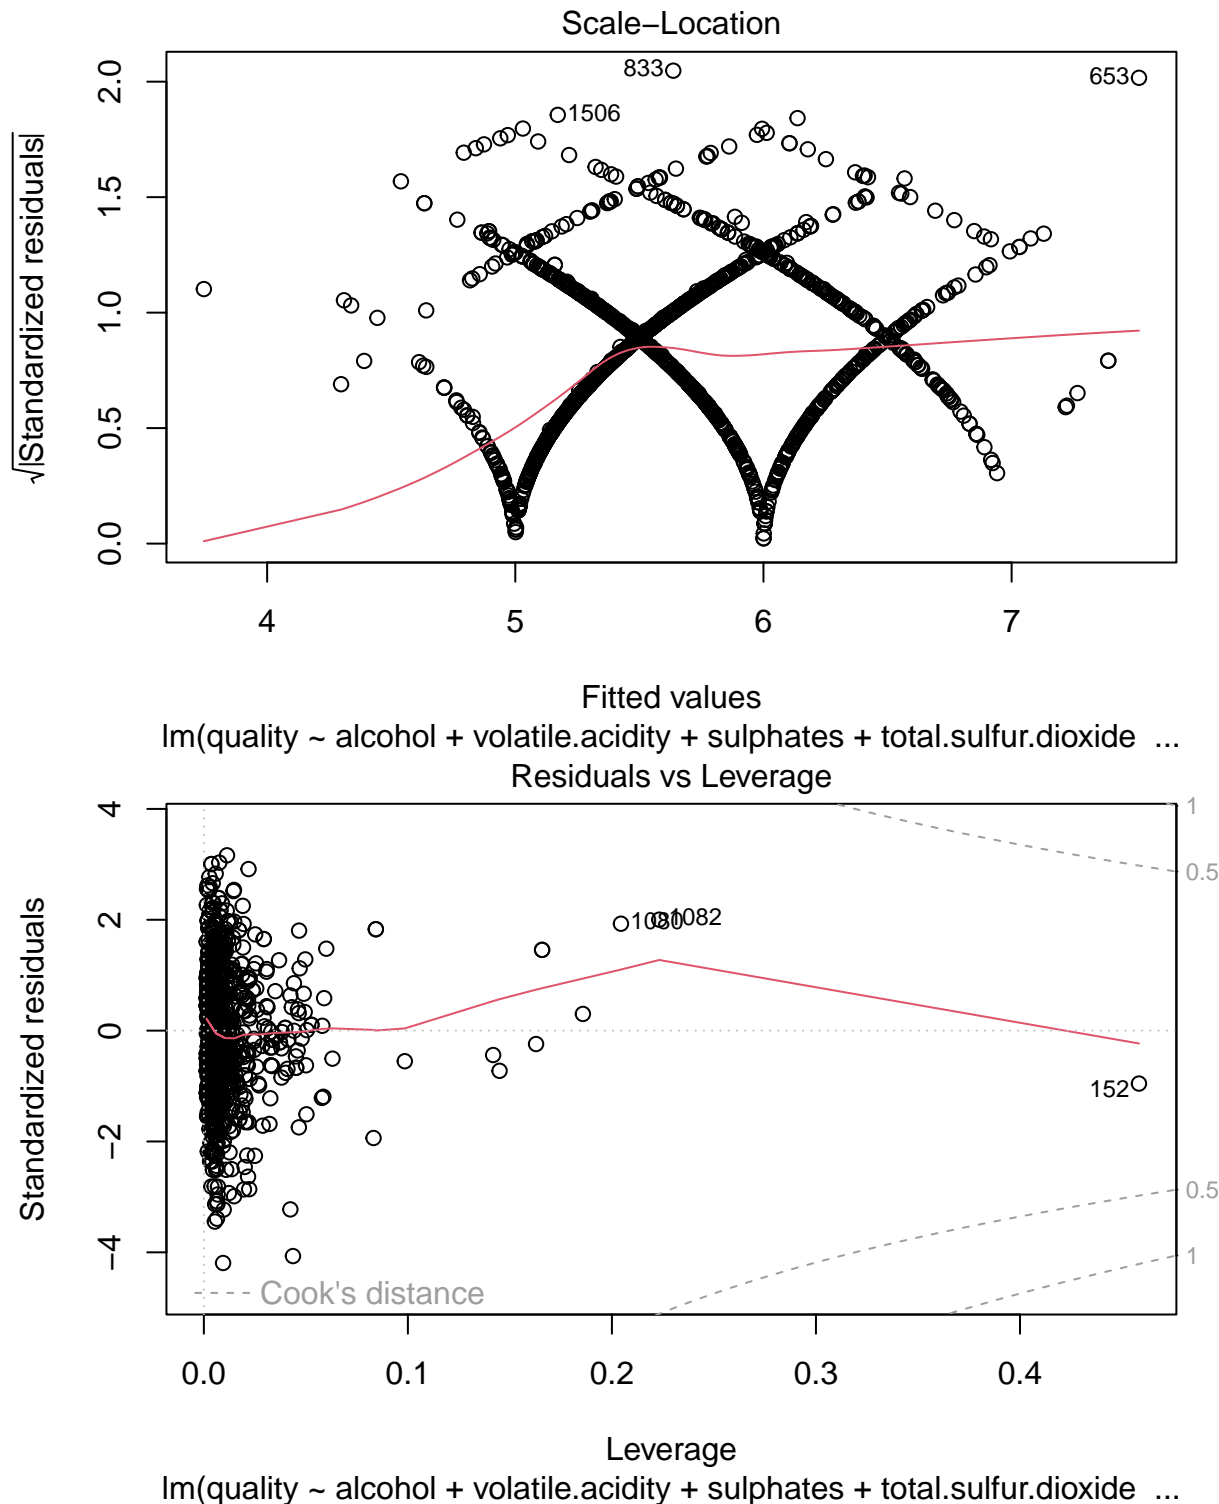 Scale−Location
√|Standardized residuals|
0.0 0.5 1.0 1.5 2.0
833
653
1506
4 5 6 7
Fitted values
lm(quality ~ alcohol + volatile.acidity + sulphates + total.sulfur.dioxide ...
Residuals vs Leverage
Standardized residuals
−4 −2 0 2 4
1
0.5
1080
1082
152
0.5
1
Cook's distance
0.0 0.1 0.2 0.3 0.4
Leverage
lm(quality ~ alcohol + volatile.acidity + sulphates + total.sulfur.dioxide ...